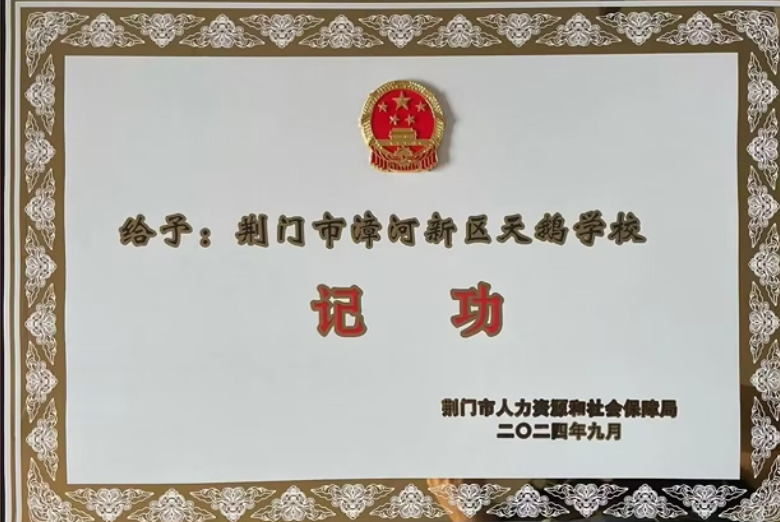 给予：荆门市漳河新区天鹅学校
记功
荆门市人力资源和社会保障局
二〇二四年九月